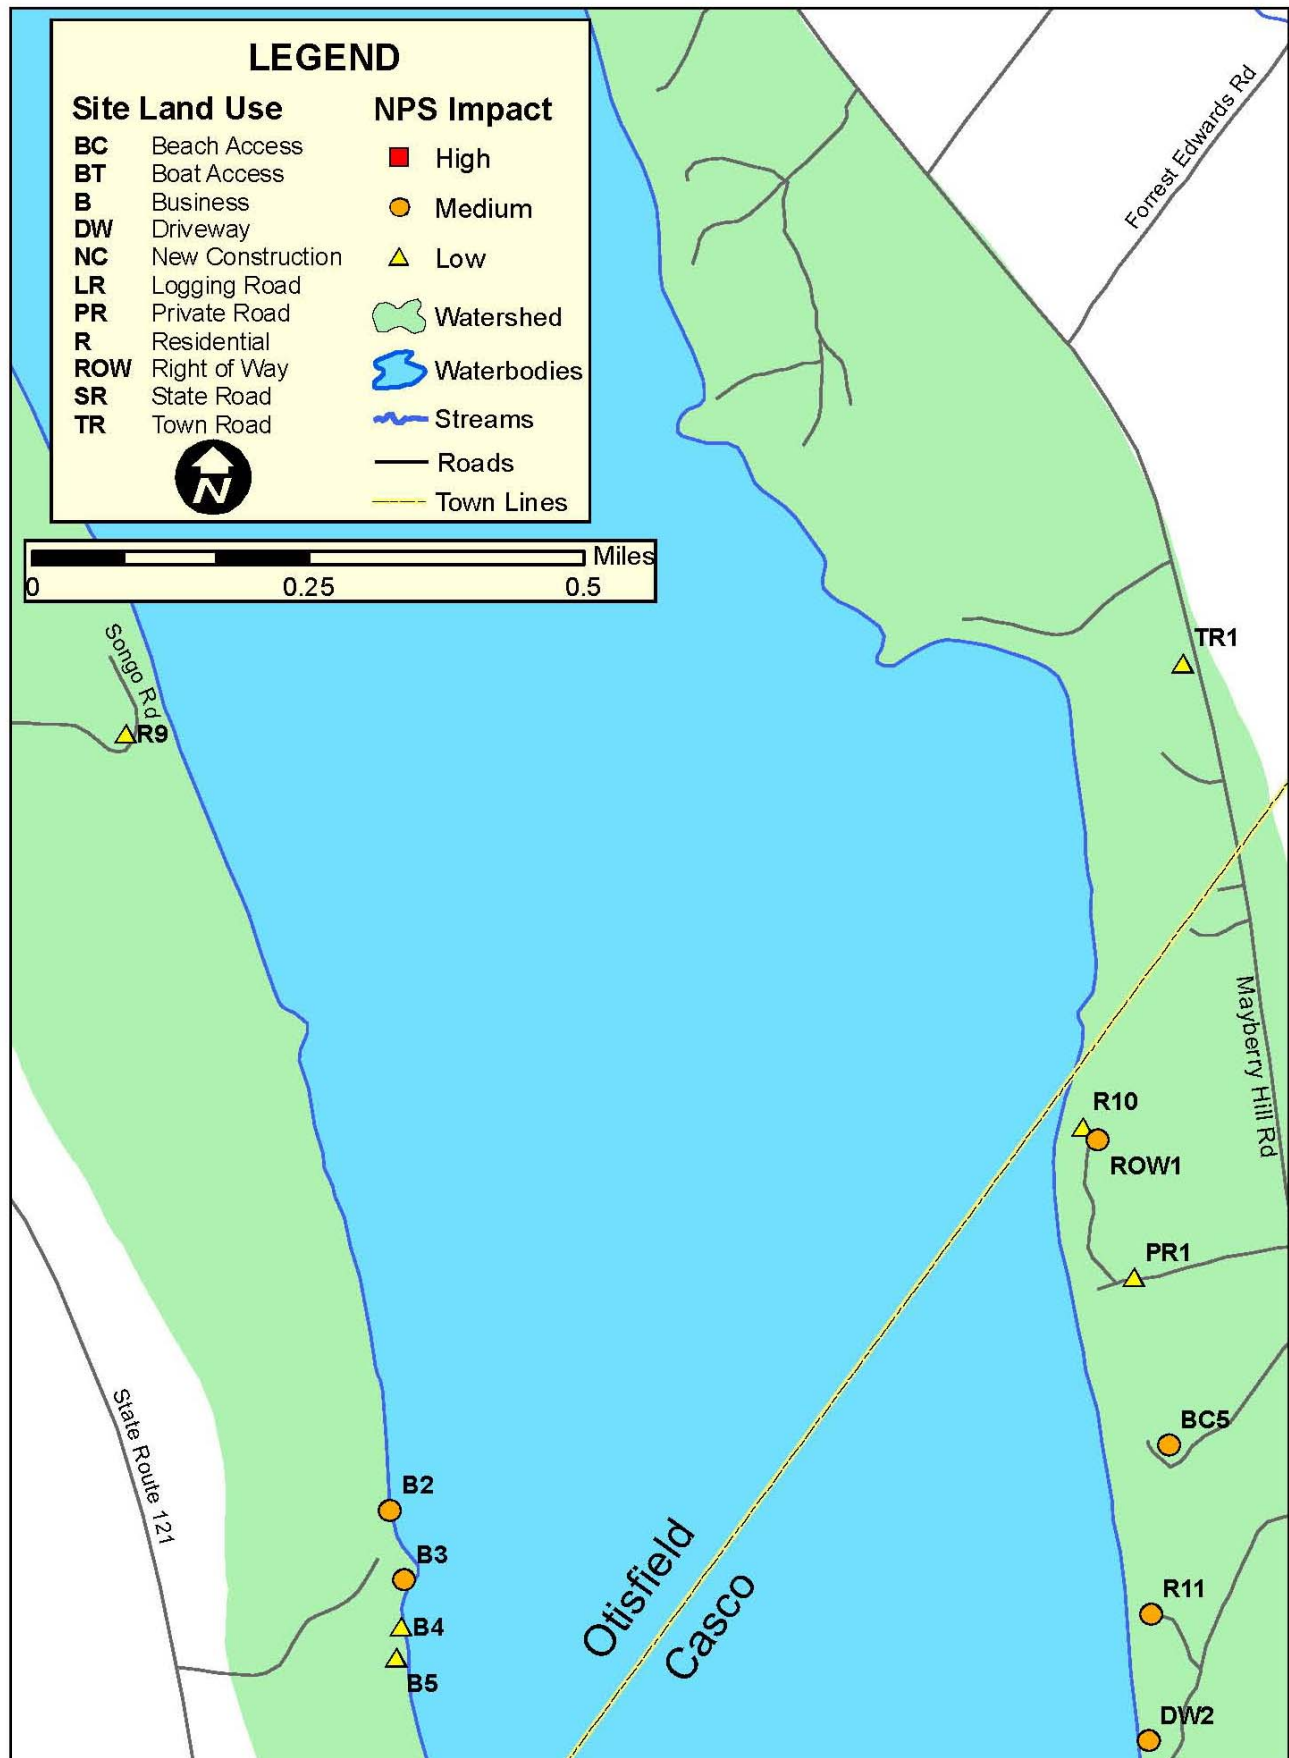 LEGEND
Site Land Use
BC Beach Access
BT Boat Access
B Business
DW Driveway
NC New Construction
LR Logging Road
PR Private Road
R Residential
ROW Right of Way
SR State Road
TR Town Road
N
NPS Impact
High
Medium
Low
Watershed
Waterbodies
Streams
Roads
Town Lines
Miles
0 0.25 0.5
Forrest Edwards Rd
Songo Rd
TR1
R9
Mayberry Hill Rd
R10
ROW1
PR1
State Route 121
BC5
B2
B3
B4
B5
Otisfield
Casco
R11
DW2